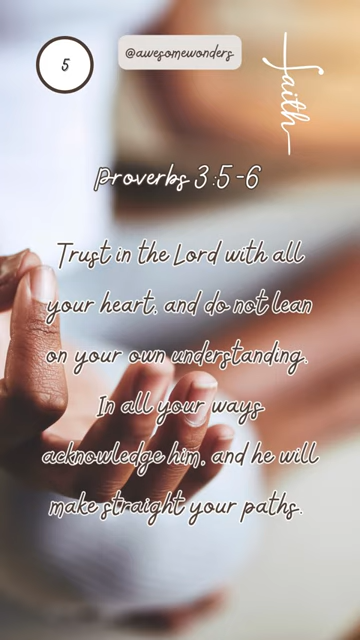 5
@awesomewonders
faith
Proverbs 3:5-6
Trust in the Lord with all
your heart, and do not lean
on your own understanding.
In all your ways
acknowledge him, and he will
make straight your paths.